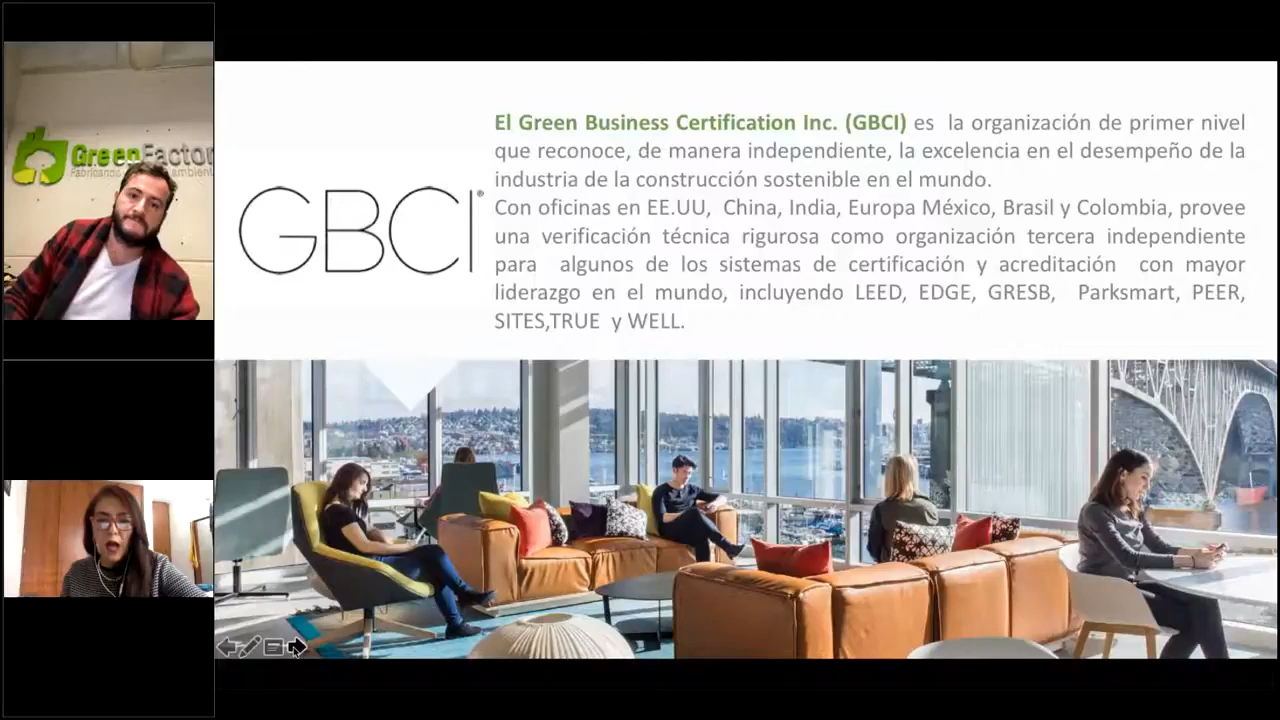 GreenFactor
Fabricando
ambient
GBCI®
El Green Business Certification Inc. (GBCI) es la organización de primer nivel
que reconoce, de manera independiente, la excelencia en el desempeño de la
industria de la construcción sostenible en el mundo.
Con oficinas en EE.UU, China, India, Europa México, Brasil y Colombia, provee
una verificación técnica rigurosa como organización tercera independiente
para algunos de los sistemas de certificación y acreditación con mayor
liderazgo en el mundo, incluyendo LEED, EDGE, GRESB, Parksmart, PEER,
SITES,TRUE y WELL.